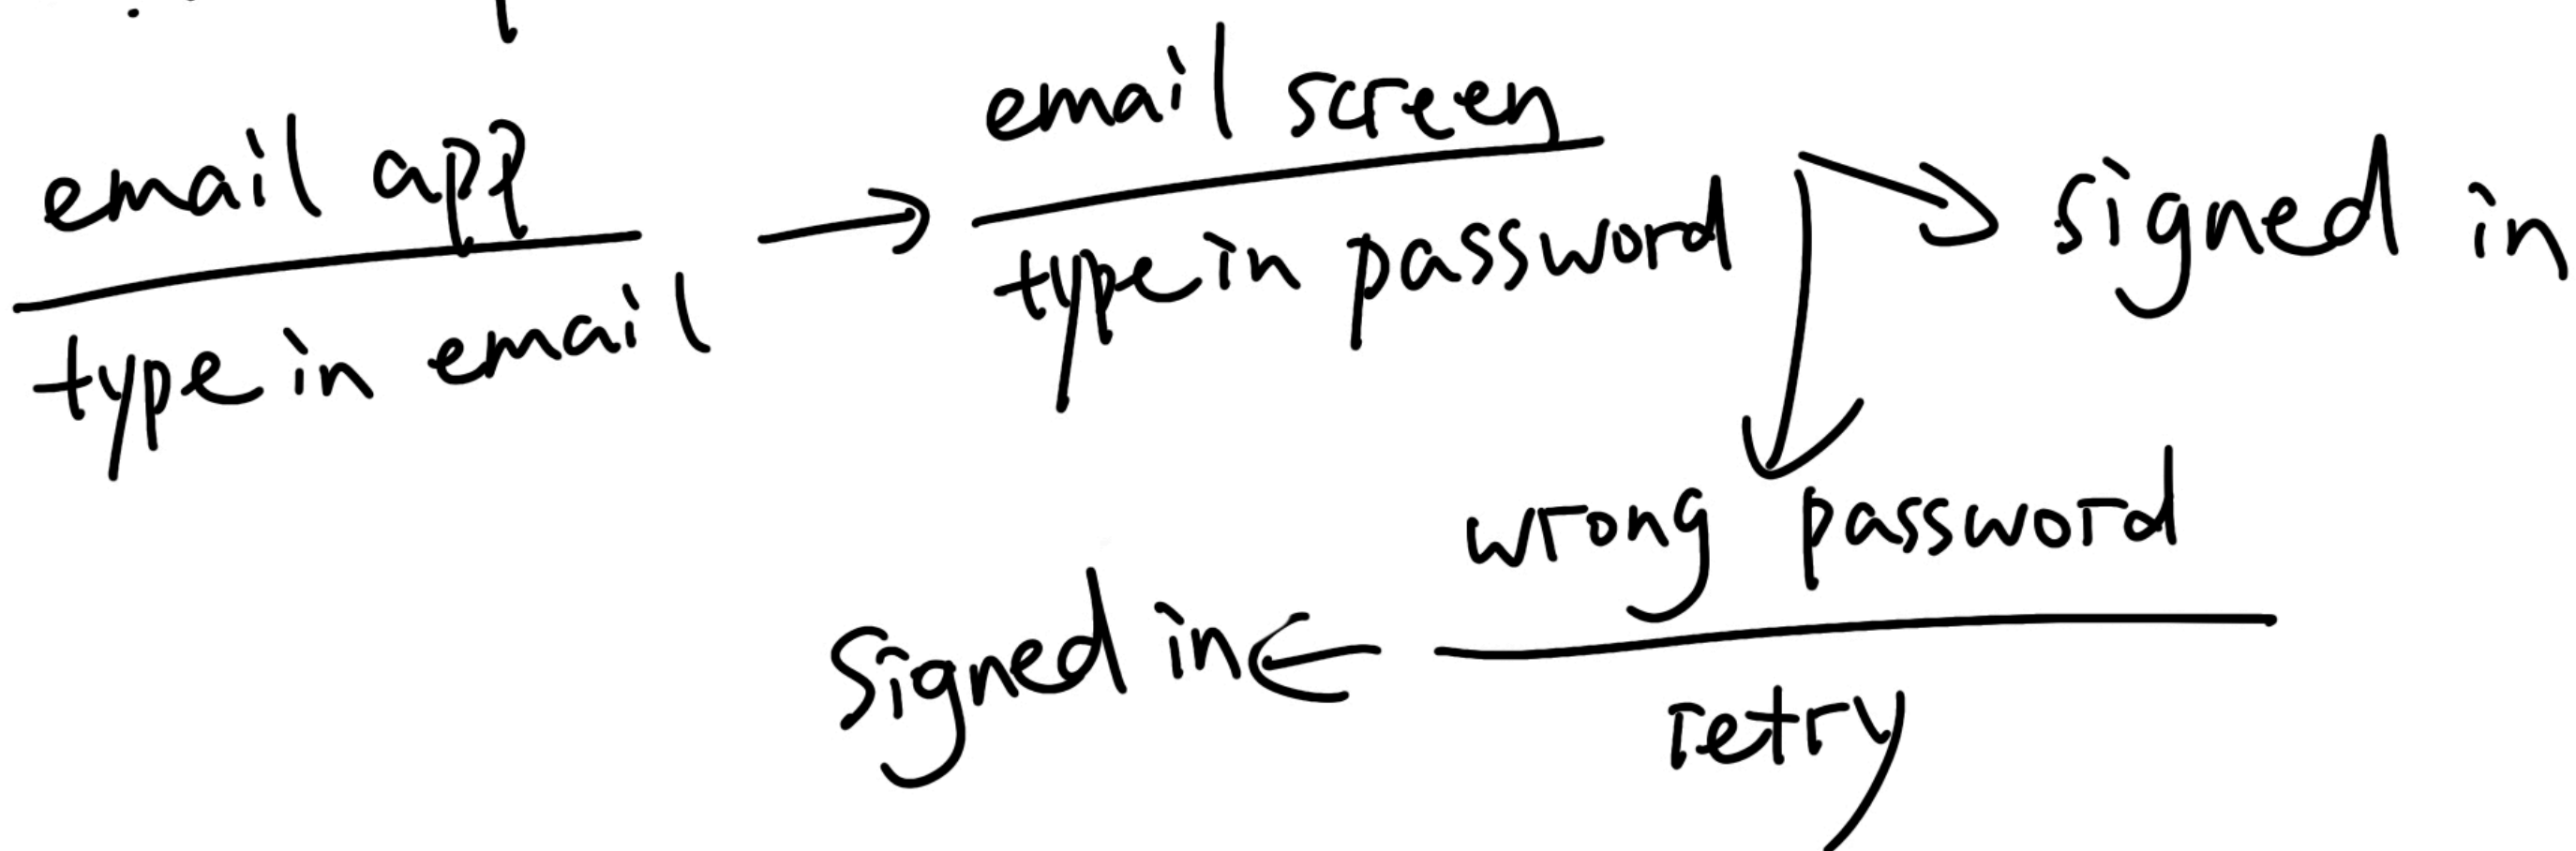 email app
type in email
email screen
type in password
signed in
wrong password
retry
Signed in